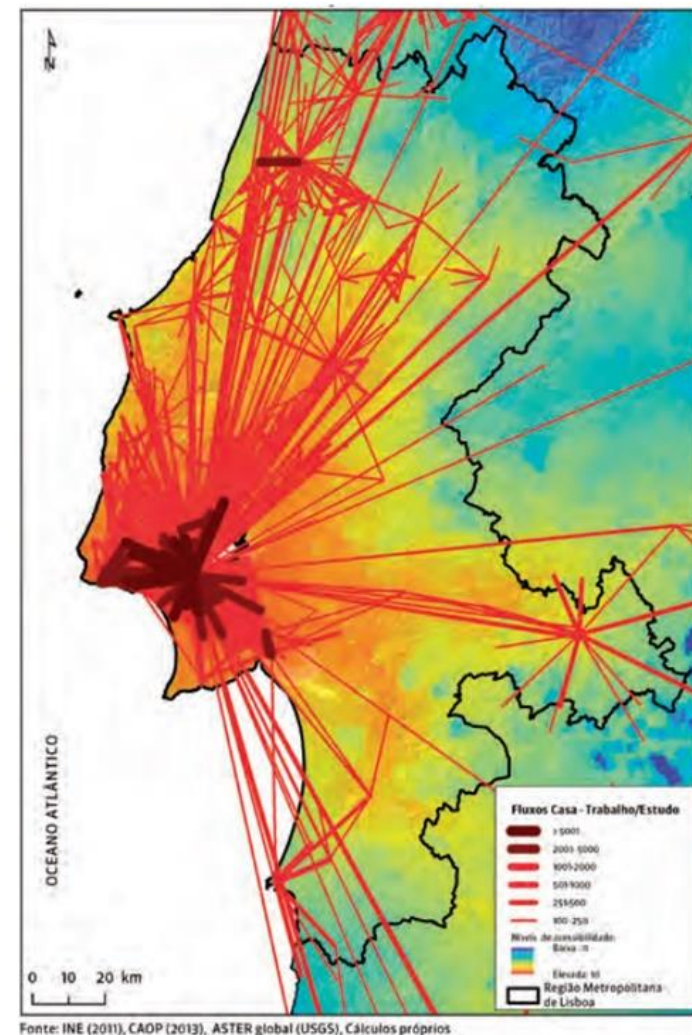 N
OCEANO ATLÂNTICO
0 10 20 km
Fluxos Casa - Trabalho/Estudo
>5001
2001-5000
1001-2000
501-1000
251-500
100-250
Níveis de acessibilidade
Baixa : 0
Elevada: 10
Região Metropolitana
de Lisboa
Fonte: INE (2011), CAOP (2013), ASTER global (USGS), Cálculos próprios